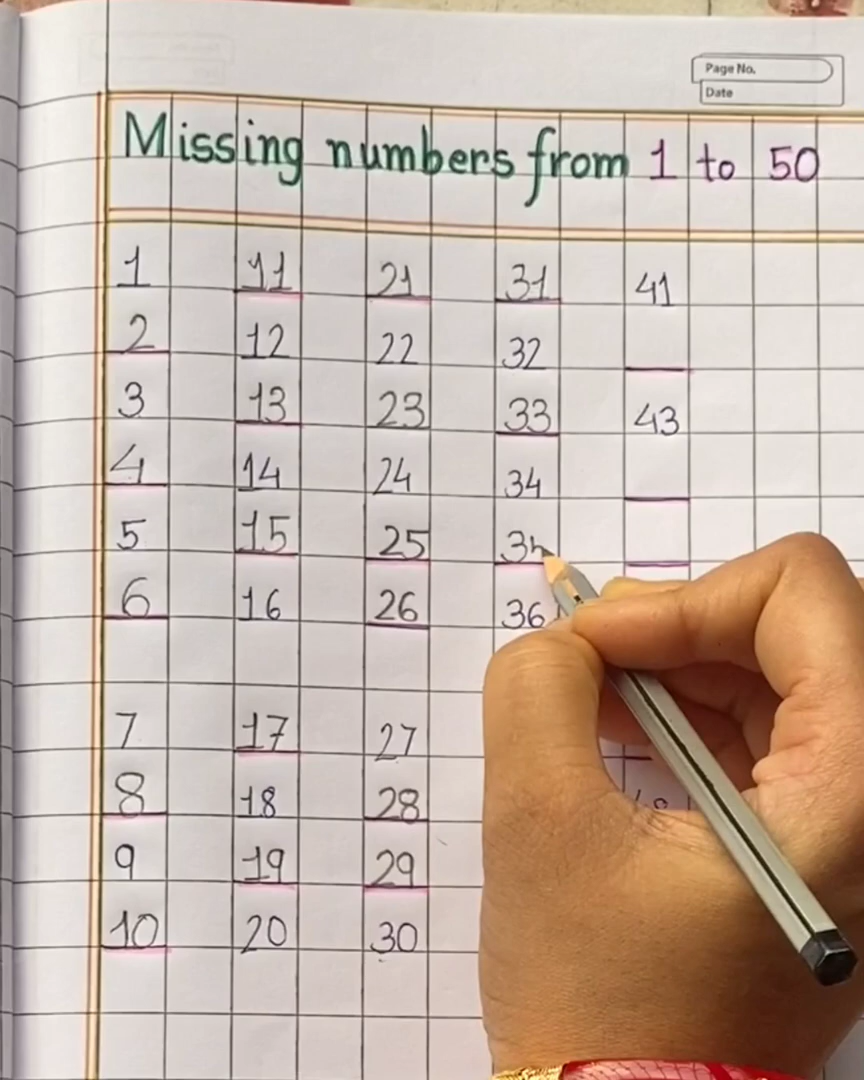 Page No.
Date
Missing numbers from 1 to 50
1 11 21 31 41
2 12 22 32
3 13 23 33 43
4 14 24 34
5 15 25 3
6 16 26 36
7 17 27
8 18 28
9 19 29
10 20 30